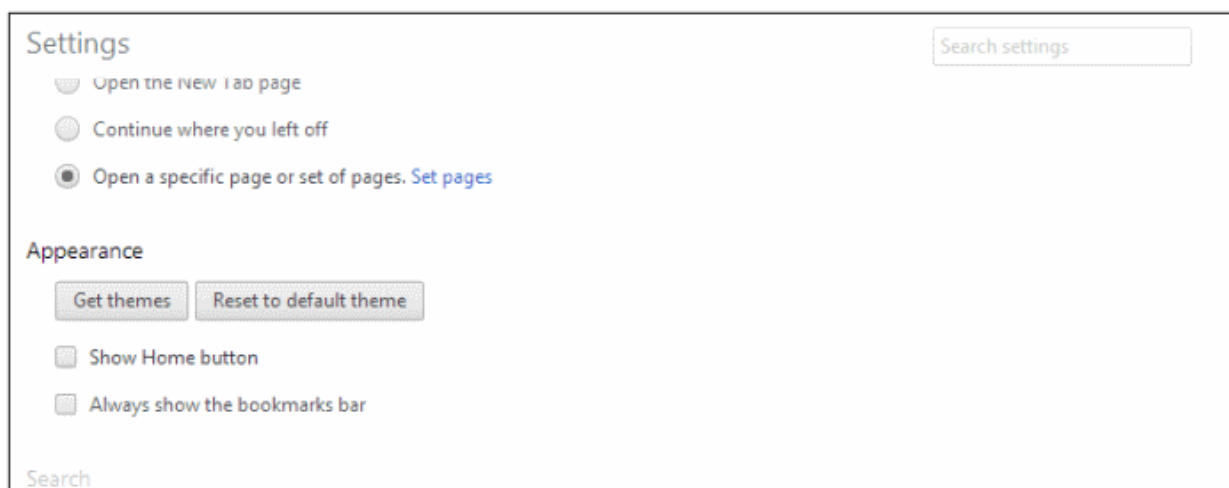 Settings
Search settings
Open the New Tab page
Continue where you left off
Open a specific page or set of pages. Set pages
Appearance
Get themes Reset to default theme
Show Home button
Always show the bookmarks bar
Search